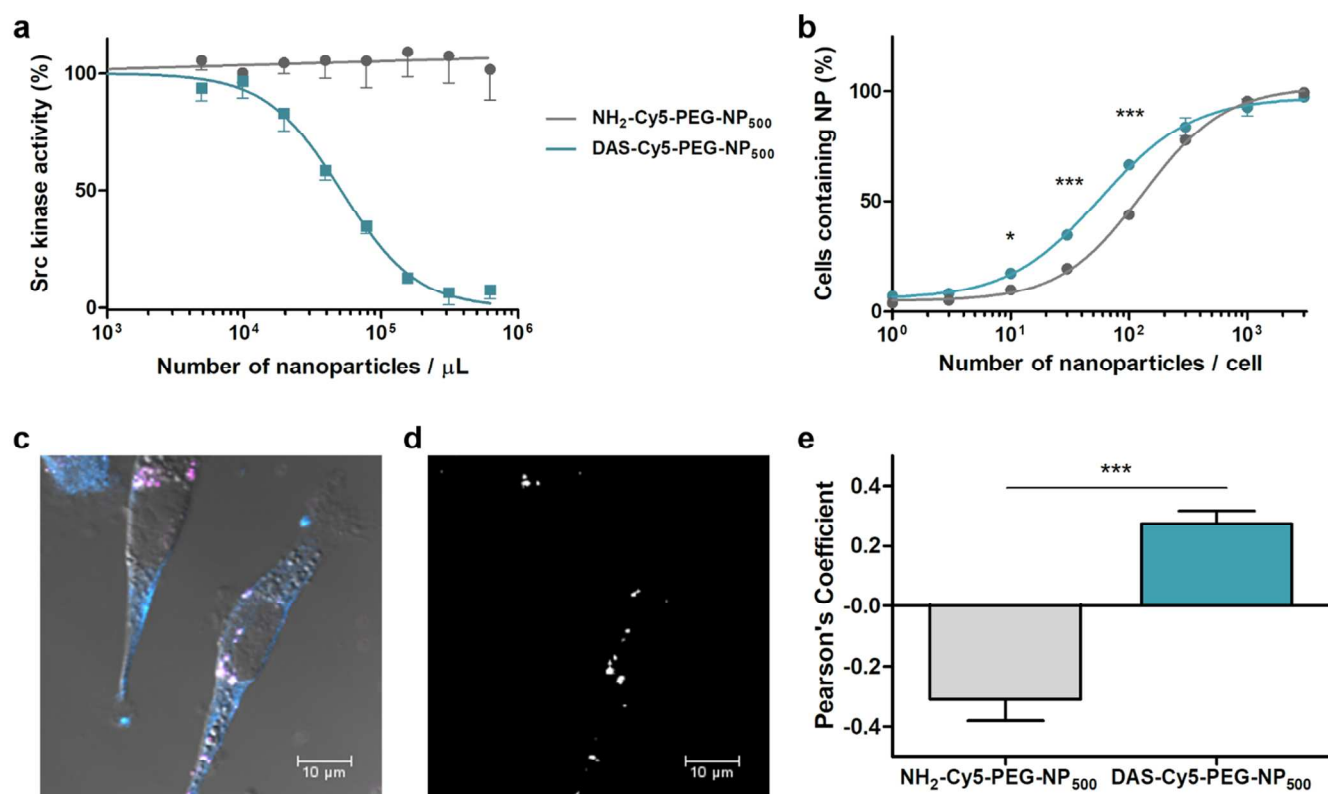 a
Src kinase activity (%)
100
50
0
10³
10⁴
10⁵
10⁶
Number of nanoparticles / μL
NH₂-Cy5-PEG-NP₅₀₀
DAS-Cy5-PEG-NP₅₀₀
b
Cells containing NP (%)
100
50
0
10⁰
10¹
10²
10³
Number of nanoparticles / cell
*
***
***
c
10 μm
d
10 μm
e
Pearson's Coefficient
0.4
0.2
-0.0
-0.2
-0.4
***
NH₂-Cy5-PEG-NP₅₀₀
DAS-Cy5-PEG-NP₅₀₀